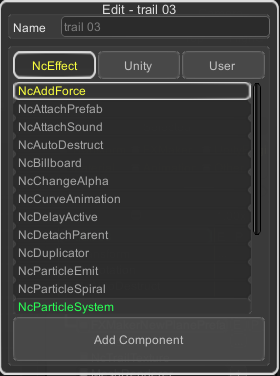 Edit - trail 03
Name trail 03
NcEffect Unity User
NcAddForce
NcAttachPrefab
NcAttachSound
NcAutoDestruct
NcBillboard
NcChangeAlpha
NcCurveAnimation
NcDelayActive
NcDetachParent
NcDuplicator
NcParticleEmit
NcParticleSpiral
NcParticleSystem
Add Component